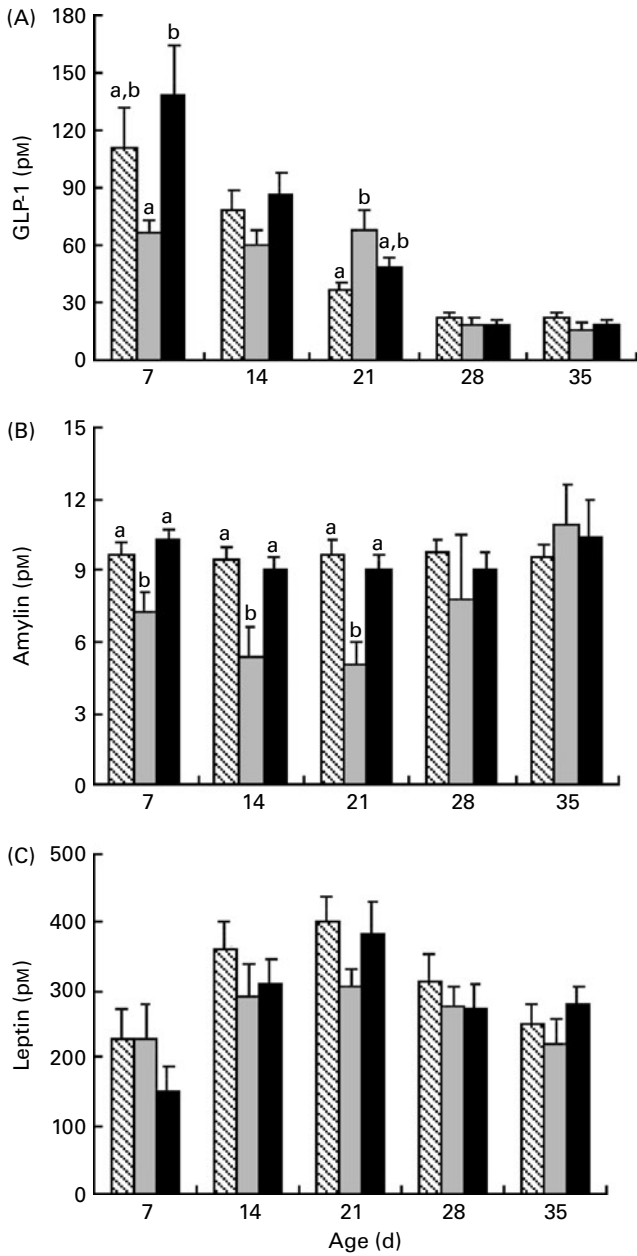 (A)
180
150
120
90
60
30
0
GLP-1 (pM)
a,b
a
b
a
b
a,b
7 14 21 28 35
(B)
15
12
9
6
3
0
Amylin (pM)
a
b
a
a
b
a
a
b
a
7 14 21 28 35
(C)
500
400
300
200
100
0
Leptin (pM)
7 14 21 28 35
Age (d)